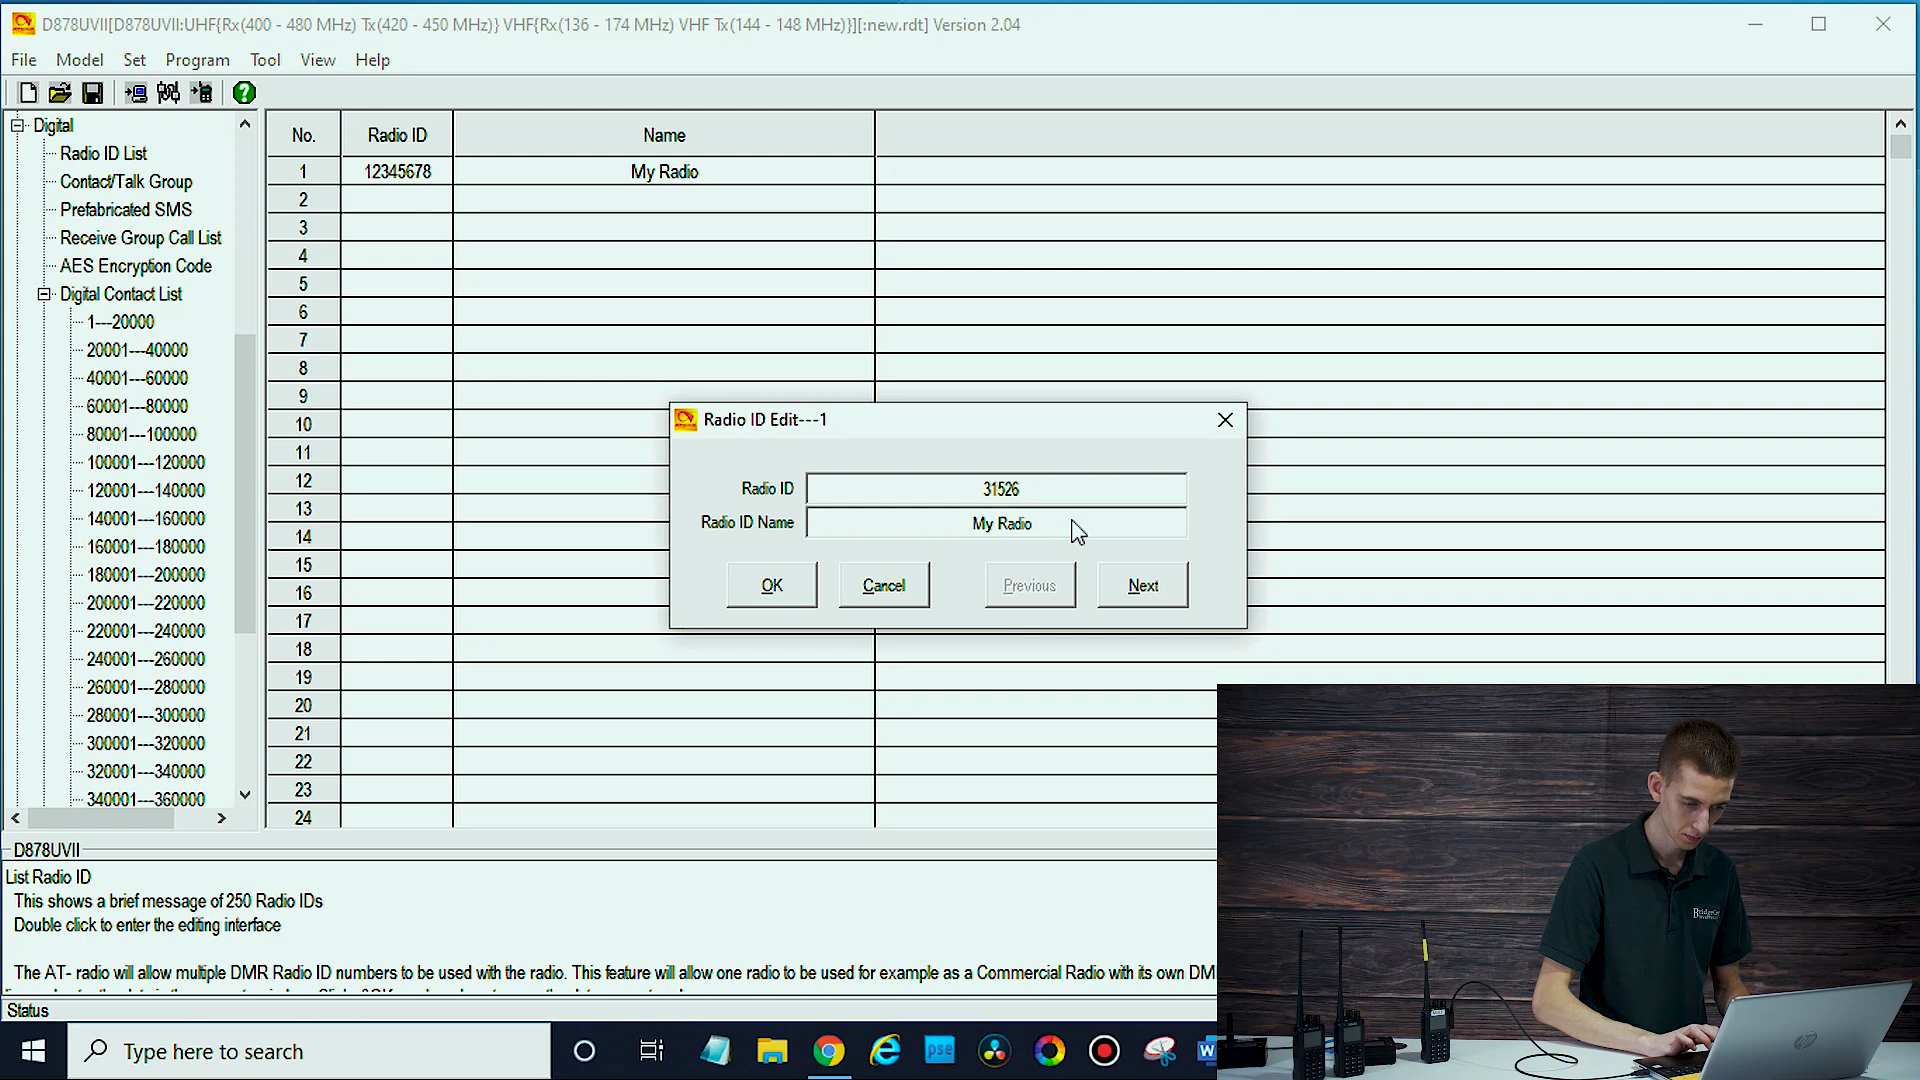 D878UVII[D878UVII:UHF{Rx(400 - 480 MHz) Tx(420 - 450 MHz)} VHF{Rx(136 - 174 MHz) VHF Tx(144 - 148 MHz)}][:new.rdt] Version 2.04
File Model Set Program Tool View Help
Digital
Radio ID List
Contact/Talk Group
Prefabricated SMS
Receive Group Call List
AES Encryption Code
Digital Contact List
1---20000
20001---40000
40001---60000
60001---80000
80001---100000
100001---120000
120001---140000
140001---160000
160001---180000
180001---200000
200001---220000
220001---240000
240001---260000
260001---280000
280001---300000
300001---320000
320001---340000
340001---360000
No. Radio ID Name
1 12345678 My Radio
2
3
4
5
6
7
8
9
10
11
12
13
14
15
16
17
18
19
20
21
22
23
24
Radio ID Edit---1
Radio ID 31526
Radio ID Name My Radio
OK Cancel Previous Next
D878UVII
List Radio ID
This shows a brief message of 250 Radio IDs
Double click to enter the editing interface
The AT- radio will allow multiple DMR Radio ID numbers to be used with the radio. This feature will allow one radio to be used for example as a Commercial Radio with its own DM
Status
Type here to search
pse
W
hp